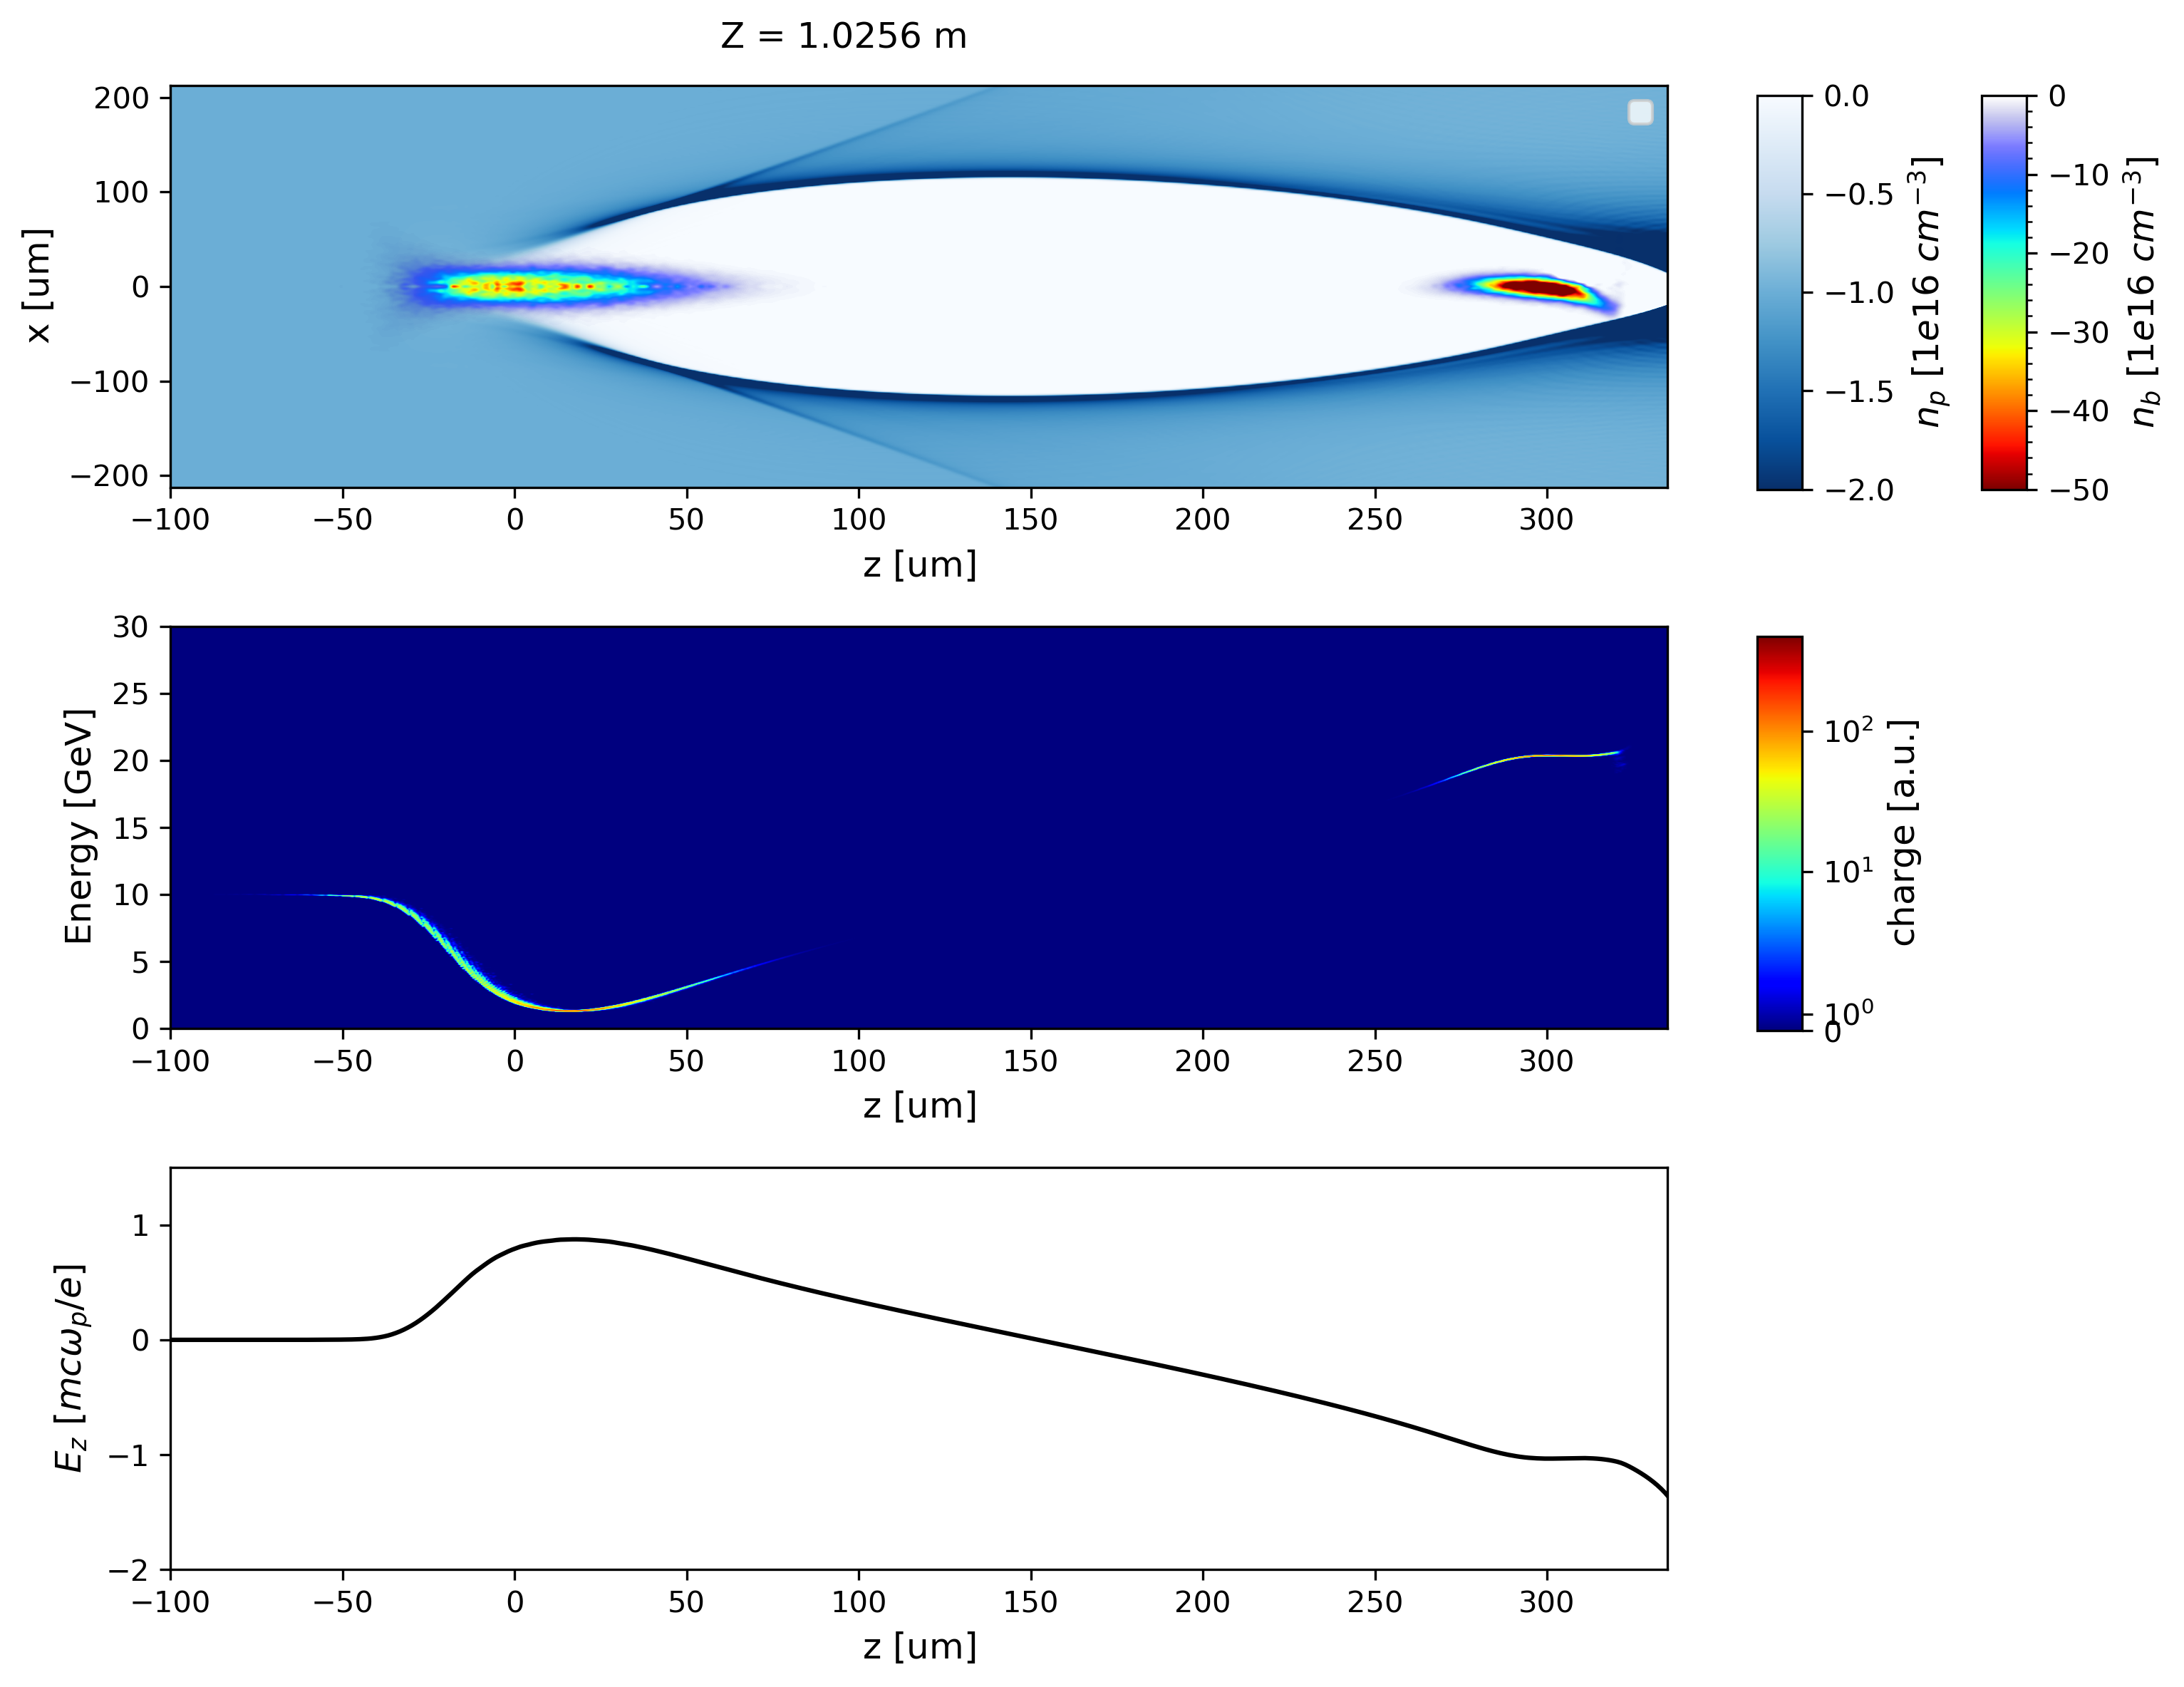 Z = 1.0256 m
200
100
0
−100
−200
x [um]
−100 −50 0 50 100 150 200 250 300
z [um]
0.0
−0.5
−1.0
−1.5
−2.0
n_p [1e16 cm^{−3}]
0
−10
−20
−30
−40
−50
n_b [1e16 cm^{−3}]
30
25
20
15
10
5
0
Energy [GeV]
−100 −50 0 50 100 150 200 250 300
z [um]
10^2
10^1
10^0
0
charge [a.u.]
1
0
−1
−2
E_z [mcω_p/e]
−100 −50 0 50 100 150 200 250 300
z [um]